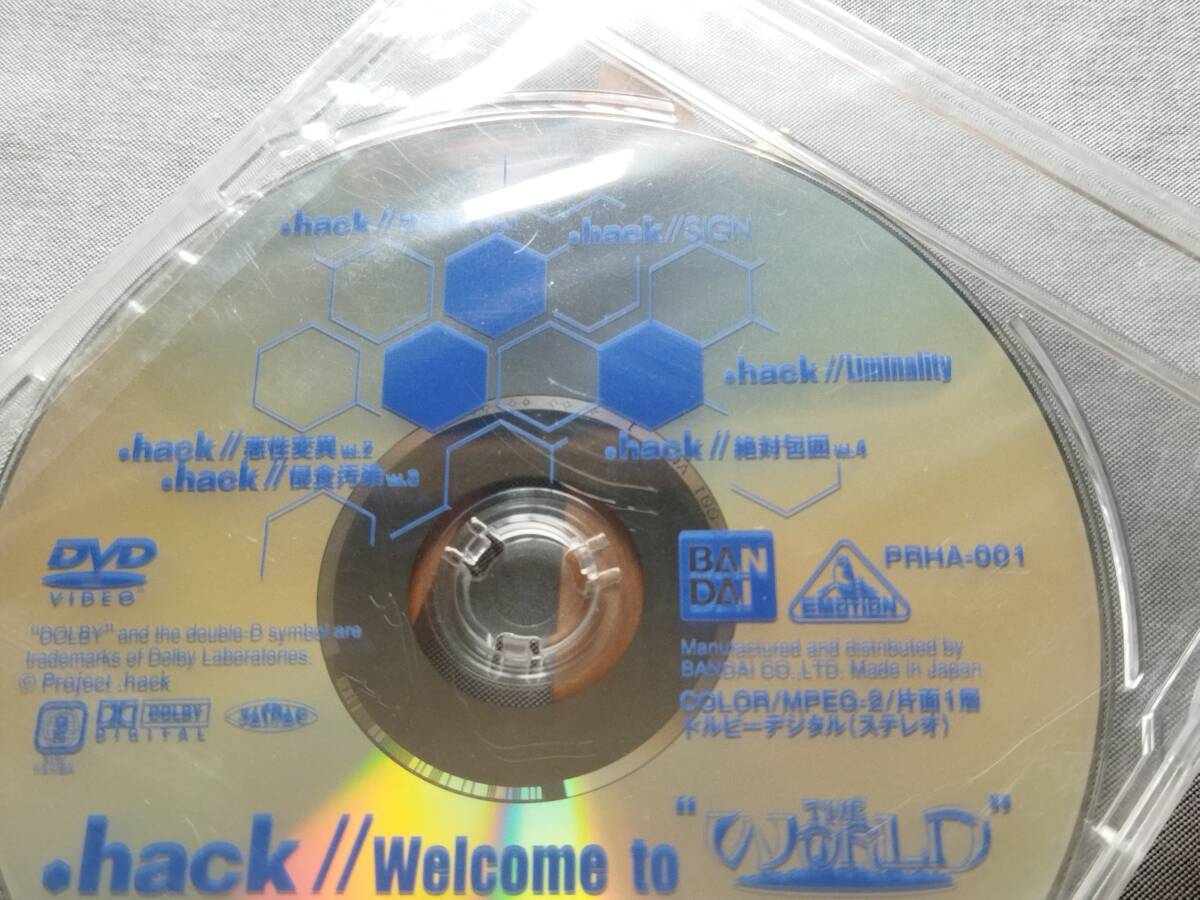 .hack//
.hack//SIGN
.hack//Liminality
.hack//悪性変異 vol.2
.hack//侵食汚染 vol.3
.hack//絶対包囲 vol.4
DVD
VIDEO
BAN
DAI
EMOTION
PRHA-001
"DOLBY" and the double-D symbol are
trademarks of Dolby Laboratories.
© Project .hack
2
DOLBY
DIGITAL
Manufactured and distributed by
BANDAI CO.,LTD. Made in Japan
COLOR/MPEG-2/片面1層
ドルビーデジタル(ステレオ)
.hack//Welcome to "THE WORLD"